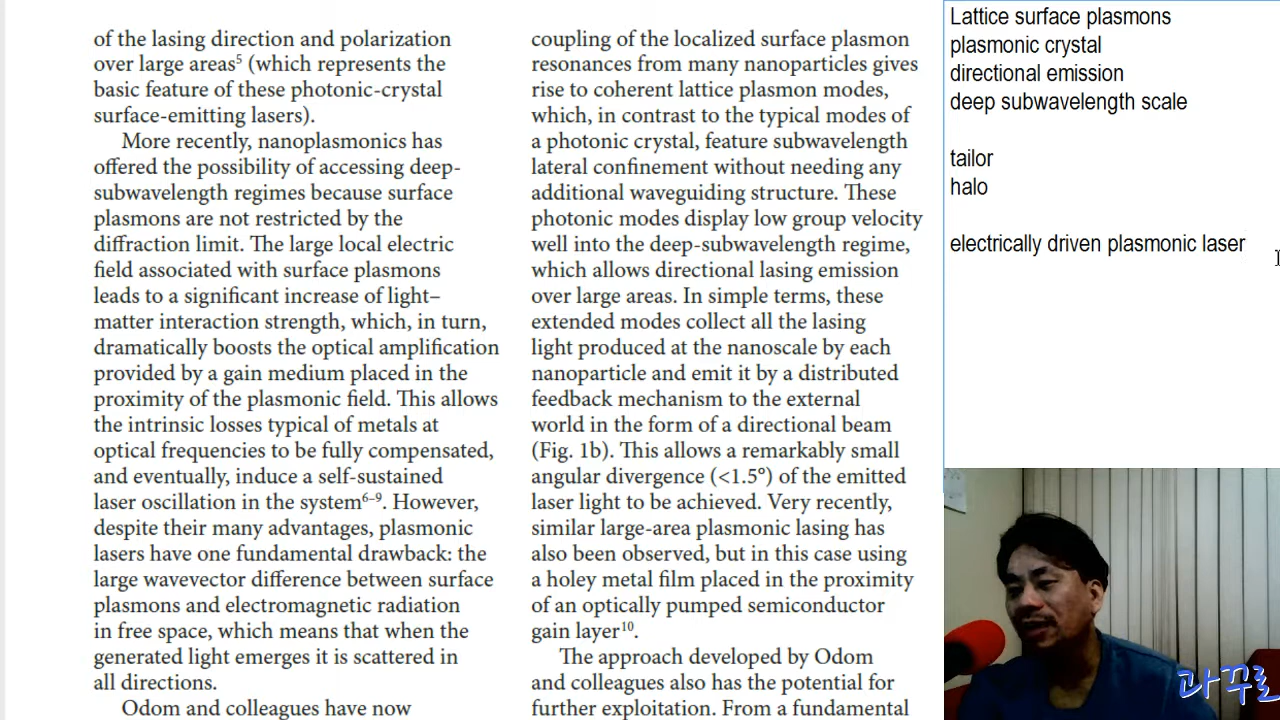 of the lasing direction and polarization
over large areas5 (which represents the
basic feature of these photonic-crystal
surface-emitting lasers).
More recently, nanoplasmonics has
offered the possibility of accessing deep-
subwavelength regimes because surface
plasmons are not restricted by the
diffraction limit. The large local electric
field associated with surface plasmons
leads to a significant increase of light–
matter interaction strength, which, in turn,
dramatically boosts the optical amplification
provided by a gain medium placed in the
proximity of the plasmonic field. This allows
the intrinsic losses typical of metals at
optical frequencies to be fully compensated,
and eventually, induce a self-sustained
laser oscillation in the system6–9. However,
despite their many advantages, plasmonic
lasers have one fundamental drawback: the
large wavevector difference between surface
plasmons and electromagnetic radiation
in free space, which means that when the
generated light emerges it is scattered in
all directions.
Odom and colleagues have now
coupling of the localized surface plasmon
resonances from many nanoparticles gives
rise to coherent lattice plasmon modes,
which, in contrast to the typical modes of
a photonic crystal, feature subwavelength
lateral confinement without needing any
additional waveguiding structure. These
photonic modes display low group velocity
well into the deep-subwavelength regime,
which allows directional lasing emission
over large areas. In simple terms, these
extended modes collect all the lasing
light produced at the nanoscale by each
nanoparticle and emit it by a distributed
feedback mechanism to the external
world in the form of a directional beam
(Fig. 1b). This allows a remarkably small
angular divergence (<1.5°) of the emitted
laser light to be achieved. Very recently,
similar large-area plasmonic lasing has
also been observed, but in this case using
a holey metal film placed in the proximity
of an optically pumped semiconductor
gain layer10.
The approach developed by Odom
and colleagues also has the potential for
further exploitation. From a fundamental
Lattice surface plasmons
plasmonic crystal
directional emission
deep subwavelength scale
tailor
halo
electrically driven plasmonic laser
과꾸로